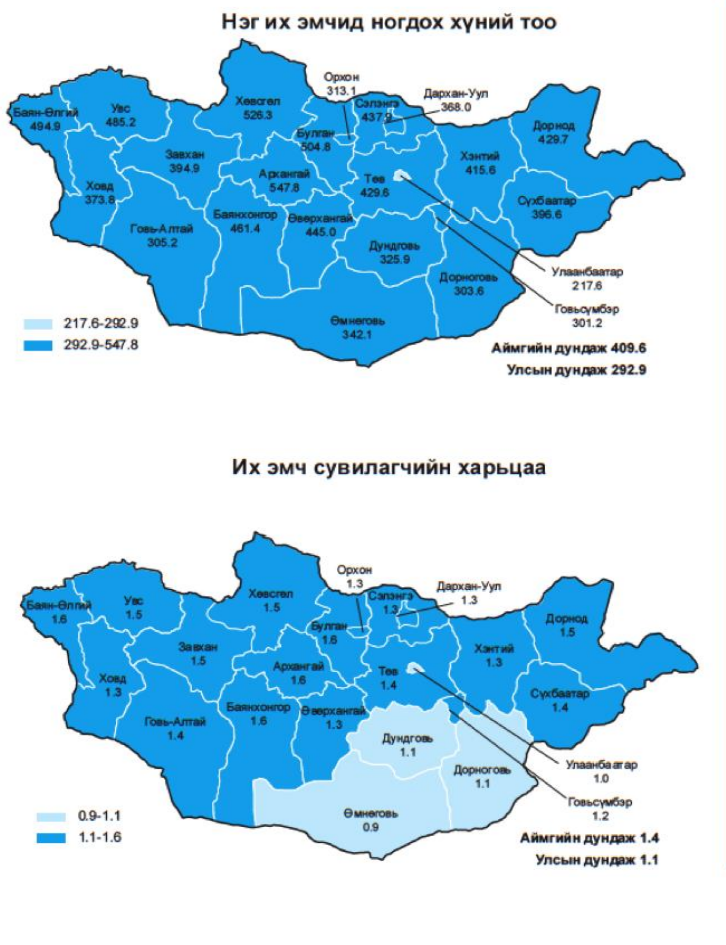 Нэг их эмчид ногдох хүний тоо
Орхон
313.1
Дархан-Уул
368.0
Сэлэнгэ
437.9
Баян-Өлгий
494.9
Увс
485.2
Хөвсгөл
526.3
Булган
504.8
Дорнод
429.7
Завхан
394.9
Архангай
547.8
Төв
429.6
Хэнтий
415.6
Ховд
373.8
Говь-Алтай
305.2
Баянхонгор
461.4
Өвөрхангай
445.0
Сүхбаатар
396.6
Дундговь
325.9
Дорноговь
303.6
Улаанбаатар
217.6
Говьсүмбэр
301.2
Өмнөговь
342.1
217.6-292.9
292.9-547.8
Аймгийн дундаж 409.6
Улсын дундаж 292.9
Их эмч сувилагчийн харьцаа
Орхон
1.3
Дархан-Уул
1.3
Сэлэнгэ
1.3
Баян-Өлгий
1.6
Увс
1.5
Хөвсгөл
1.5
Булган
1.6
Дорнод
1.5
Завхан
1.5
Архангай
1.6
Төв
1.4
Хэнтий
1.3
Ховд
1.3
Говь-Алтай
1.4
Баянхонгор
1.6
Өвөрхангай
1.3
Сүхбаатар
1.4
Дундговь
1.1
Дорноговь
1.1
Улаанбаатар
1.0
Говьсүмбэр
1.2
Өмнөговь
0.9
0.9-1.1
1.1-1.6
Аймгийн дундаж 1.4
Улсын дундаж 1.1